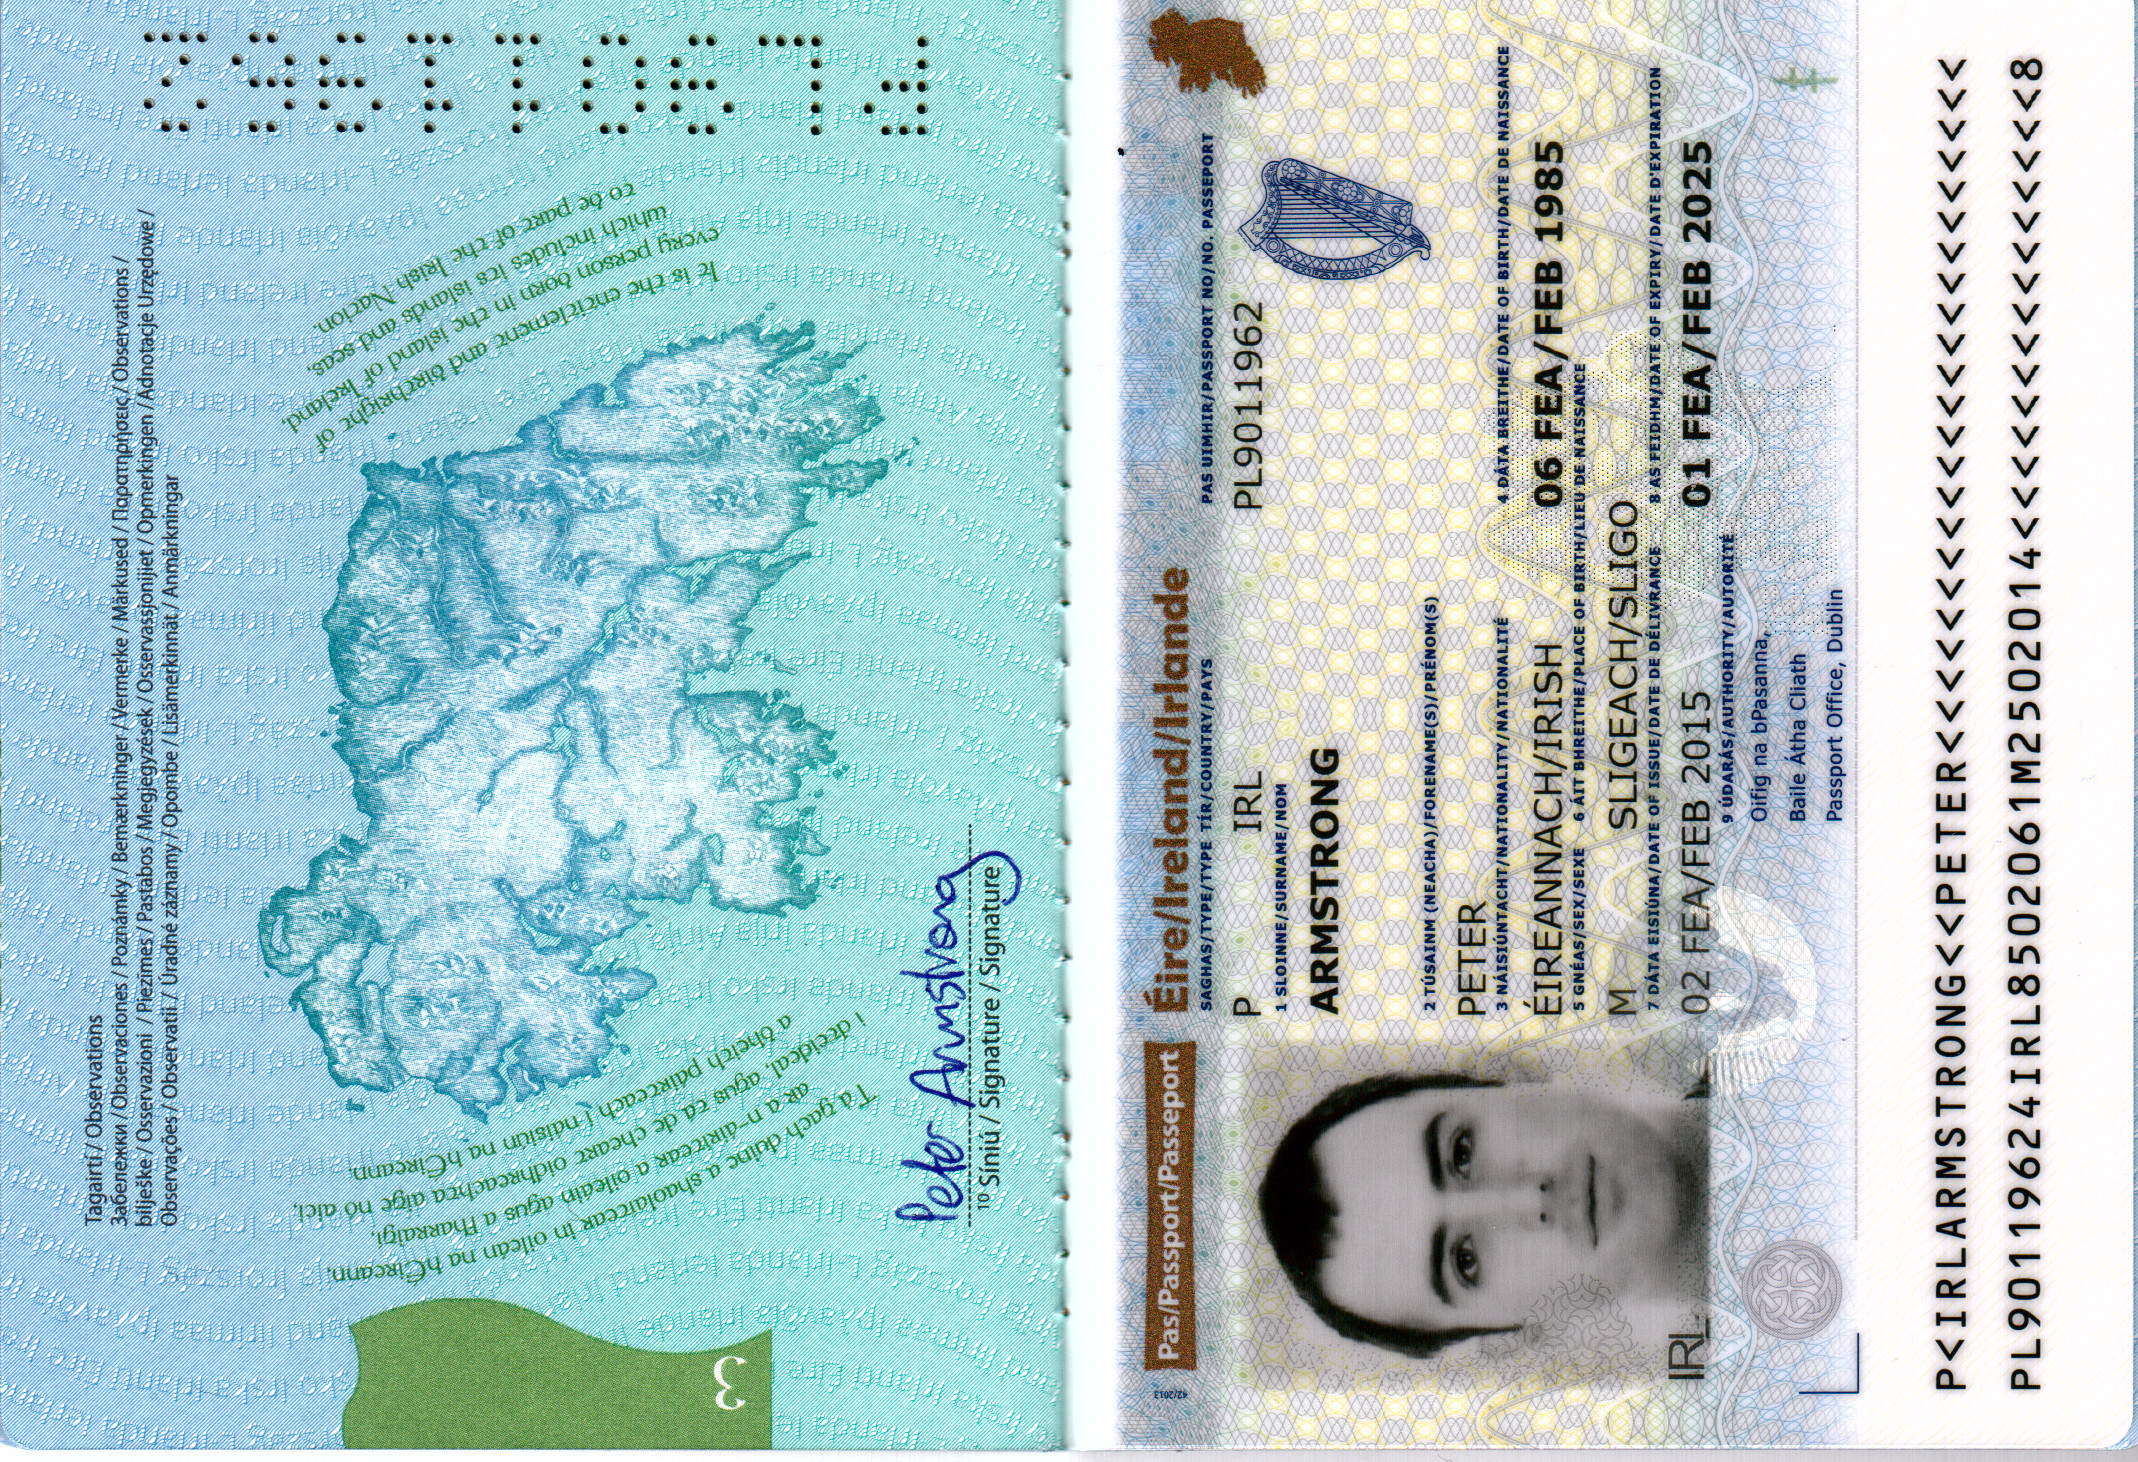 Tagairtí / Observations
Забележки / Observaciones / Poznámky / Bemærkninger / Vermerke / Märkused / Παρατηρησεις / Observations /
bilješke / Osservazioni / Piezīmes / Pastabos / Megjegyzések / Osservassjonijiet / Opmerkingen / Adnotacje Urzędowe /
Observações / Observatii / Úradné záznamy / Opombe / Lisämerkinnät / Anmärkningar
PL9011962
It is the entitlement and birthright of
every person born in the island of Ireland,
which includes its islands and seas,
to be part of the Irish Nation.
Tá gach duine a shaolaítear in oileán na hÉireann,
ar a n-áirítear a oileáin agus a fharraigí,
i dteideal, agus tá de cheart oidhreachta aige nó aici,
a bheith páirteach i náisiún na hÉireann.
Peter Armstrong
10 Síniú / Signature / Signature
3
Pas/Passport/Passeport
Éire/Ireland/Irlande
SAGHAS/TYPE/TYPE TÍR/COUNTRY/PAYS
PAS UIMHIR/PASSPORT NO/NO. PASSEPORT
P IRL PL9011962
1 SLOINNE/SURNAME/NOM
ARMSTRONG
2 TÚSAINM (NEACHA)/FORENAME(S)/PRÉNOM(S)
PETER
3 NÁISIÚNTACHT/NATIONALITY/NATIONALITÉ
4 DÁTA BREITHE/DATE OF BIRTH/DATE DE NAISSANCE
ÉIREANNACH/IRISH 06 FEA/FEB 1985
5 GNÉAS/SEX/SEXE 6 ÁIT BHREITHE/PLACE OF BIRTH/LIEU DE NAISSANCE
M SLIGEACH/SLIGO
7 DÁTA EISIÚNA/DATE OF ISSUE/DATE DE DÉLIVRANCE 8 AS FEIDHM/DATE OF EXPIRY/DATE D'EXPIRATION
02 FEA/FEB 2015 01 FEA/FEB 2025
9 ÚDARÁS/AUTHORITY/AUTORITÉ
Oifig na bPasanna,
Baile Átha Cliath
Passport Office, Dublin
IRL
42/2013
P<IRLARMSTRONG<<PETER<<<<<<<<<<<<<<<<<<<<<<<
PL90119624IRL8502061M2502014<<<<<<<<<<<<<<<8